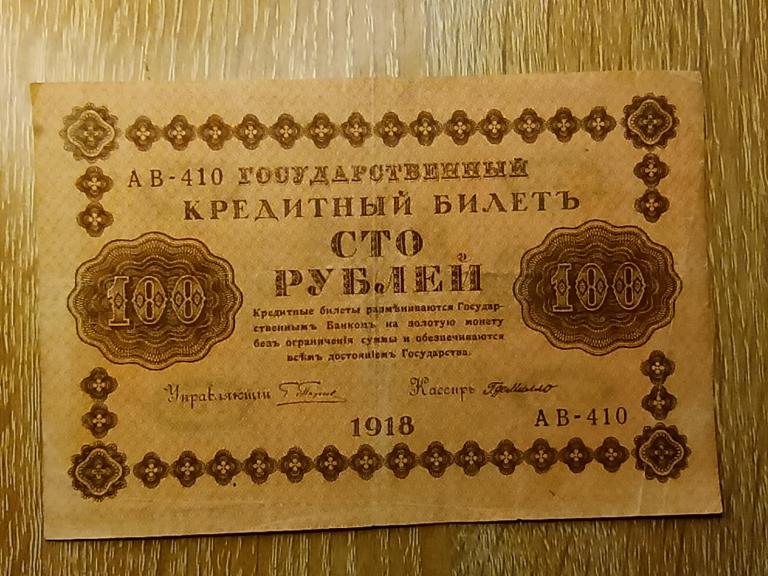 АВ-410 ГОСУДАРСТВЕННЫЙ
КРЕДИТНЫЙ БИЛЕТЪ
СТО
РУБЛЕЙ
100
100
Кредитные билеты размѣниваются Государ-
ственнымъ Банкомъ на золотую монету
безъ ограниченія суммы и обезпечиваются
всѣмъ достояніемъ Государства.
Управляющій
Кассиръ
1918
АВ-410